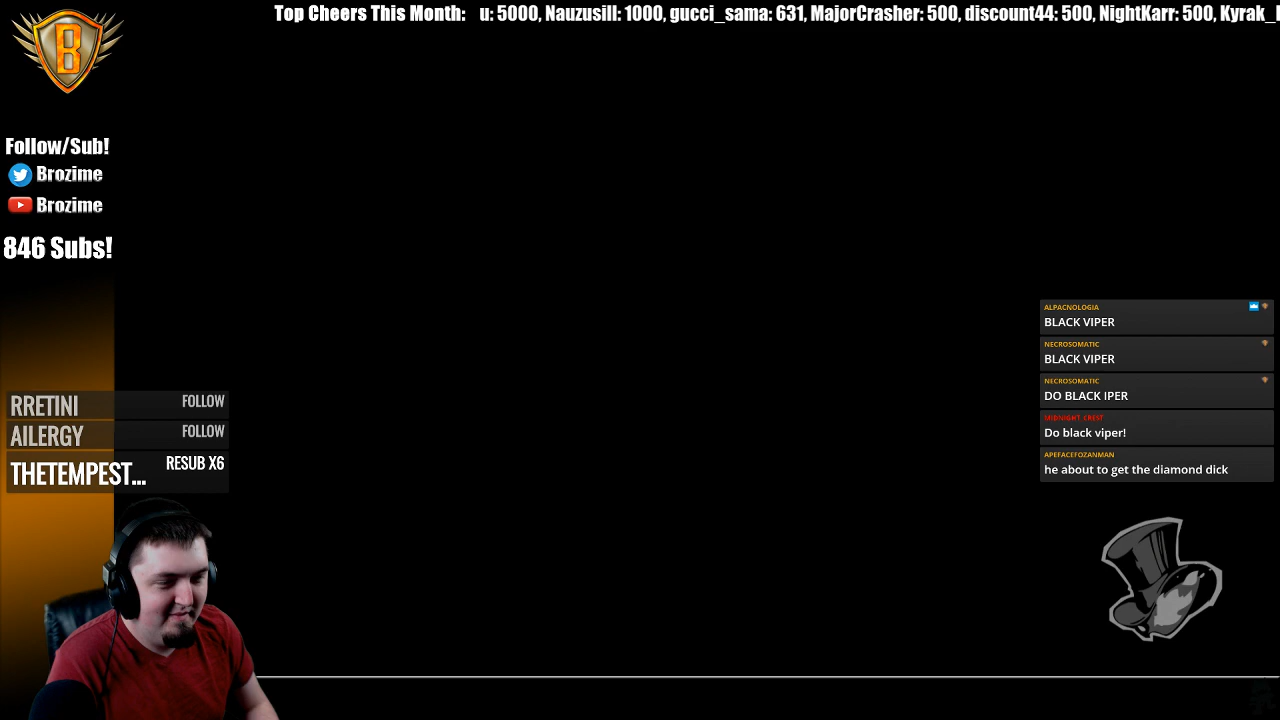 Top Cheers This Month: u: 5000, Nauzusill: 1000, gucci_sama: 631, MajorCrasher: 500, discount44: 500, NightKarr: 500, Kyrak_
B
Follow/Sub!
Brozime
Brozime
846 Subs!
ALPACNOLOGIA
BLACK VIPER
NECROSOMATIC
BLACK VIPER
NECROSOMATIC
DO BLACK IPER
MIDNIGHT_CREST
Do black viper!
APEFACEFOZANMAN
he about to get the diamond dick
RRETINI FOLLOW
AILERGY FOLLOW
THETEMPEST... RESUB X6